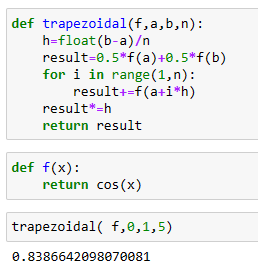 def trapezoidal(f,a,b,n):
    h=float(b-a)/n
    result=0.5*f(a)+0.5*f(b)
    for i in range(1,n):
        result+=f(a+i*h)
    result*=h
    return result
def f(x):
    return cos(x)
trapezoidal( f,0,1,5)
0.8386642098070081